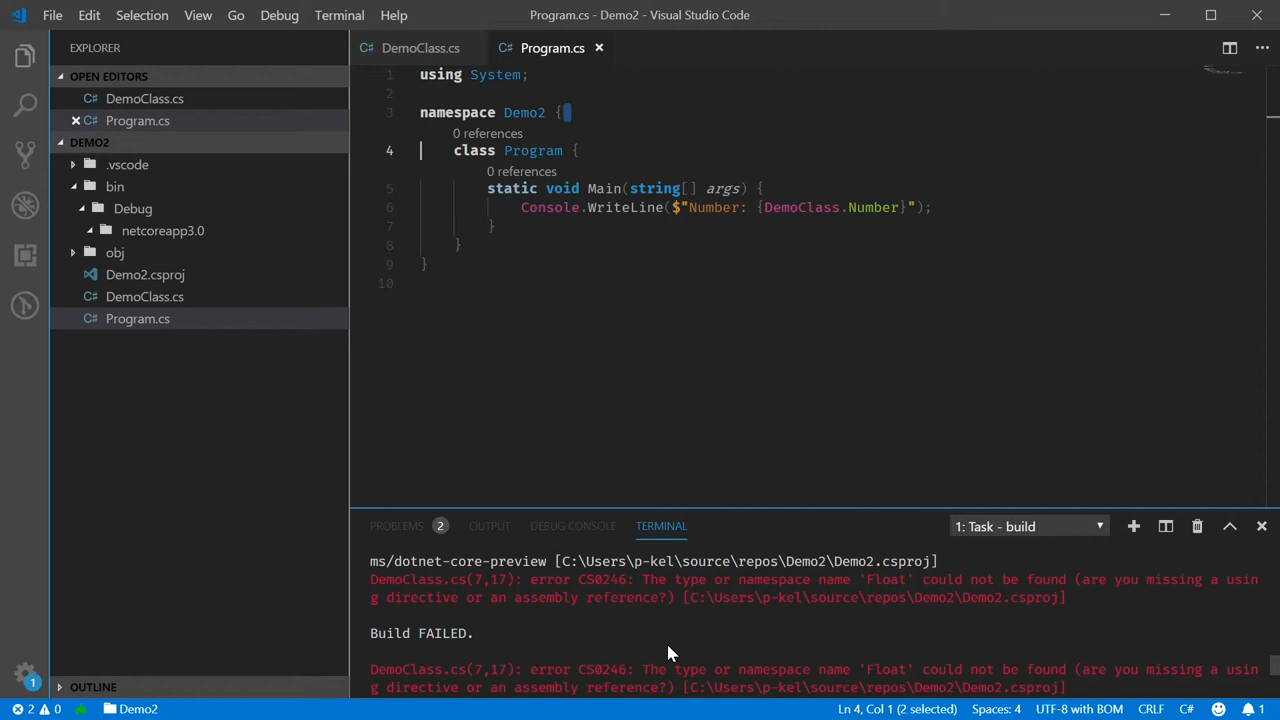 File Edit Selection View Go Debug Terminal Help
Program.cs - Demo2 - Visual Studio Code
EXPLORER
OPEN EDITORS
DemoClass.cs
Program.cs
DEMO2
.vscode
bin
Debug
netcoreapp3.0
obj
Demo2.csproj
DemoClass.cs
Program.cs
OUTLINE
1
DemoClass.cs
Program.cs
1 using System;
2
3 namespace Demo2 {
0 references
4 class Program {
0 references
5 static void Main(string[] args) {
6 Console.WriteLine($"Number: {DemoClass.Number}");
7 }
8 }
9 }
10
PROBLEMS 2 OUTPUT DEBUG CONSOLE TERMINAL 1: Task - build
ms/dotnet-core-preview [C:\Users\p-kel\source\repos\Demo2\Demo2.csproj]
DemoClass.cs(7,17): error CS0246: The type or namespace name 'Float' could not be found (are you missing a usin
g directive or an assembly reference?) [C:\Users\p-kel\source\repos\Demo2\Demo2.csproj]
Build FAILED.
DemoClass.cs(7,17): error CS0246: The type or namespace name 'Float' could not be found (are you missing a usin
g directive or an assembly reference?) [C:\Users\p-kel\source\repos\Demo2\Demo2.csproj]
2 0 Demo2 Ln 4, Col 1 (2 selected) Spaces: 4 UTF-8 with BOM CRLF C# 1